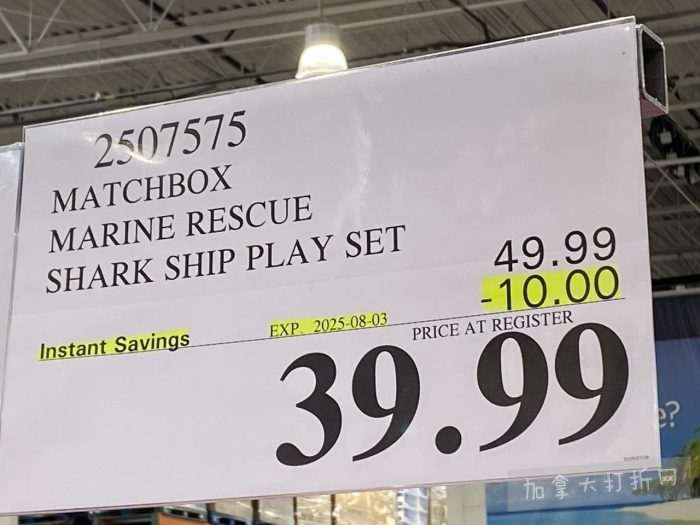 2507575
MATCHBOX
MARINE RESCUE
SHARK SHIP PLAY SET
49.99
-10.00
Instant Savings
EXP. 2025-08-03
PRICE AT REGISTER
39.99
e?
加拿大打折网